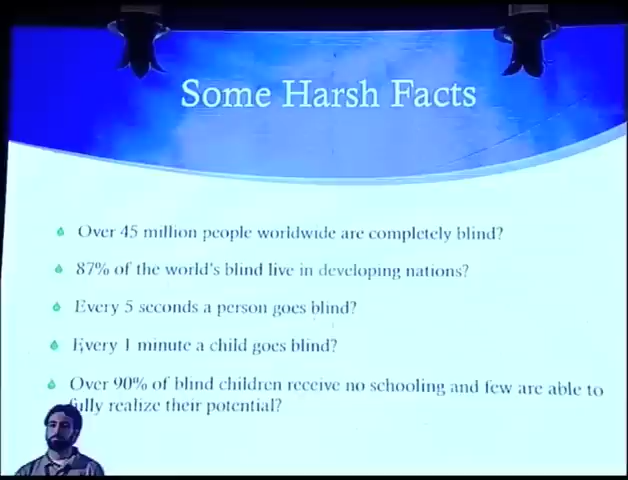 Some Harsh Facts
Over 45 million people worldwide are completely blind?
87% of the world's blind live in developing nations?
Every 5 seconds a person goes blind?
Every 1 minute a child goes blind?
Over 90% of blind children receive no schooling and few are able to
fully realize their potential?